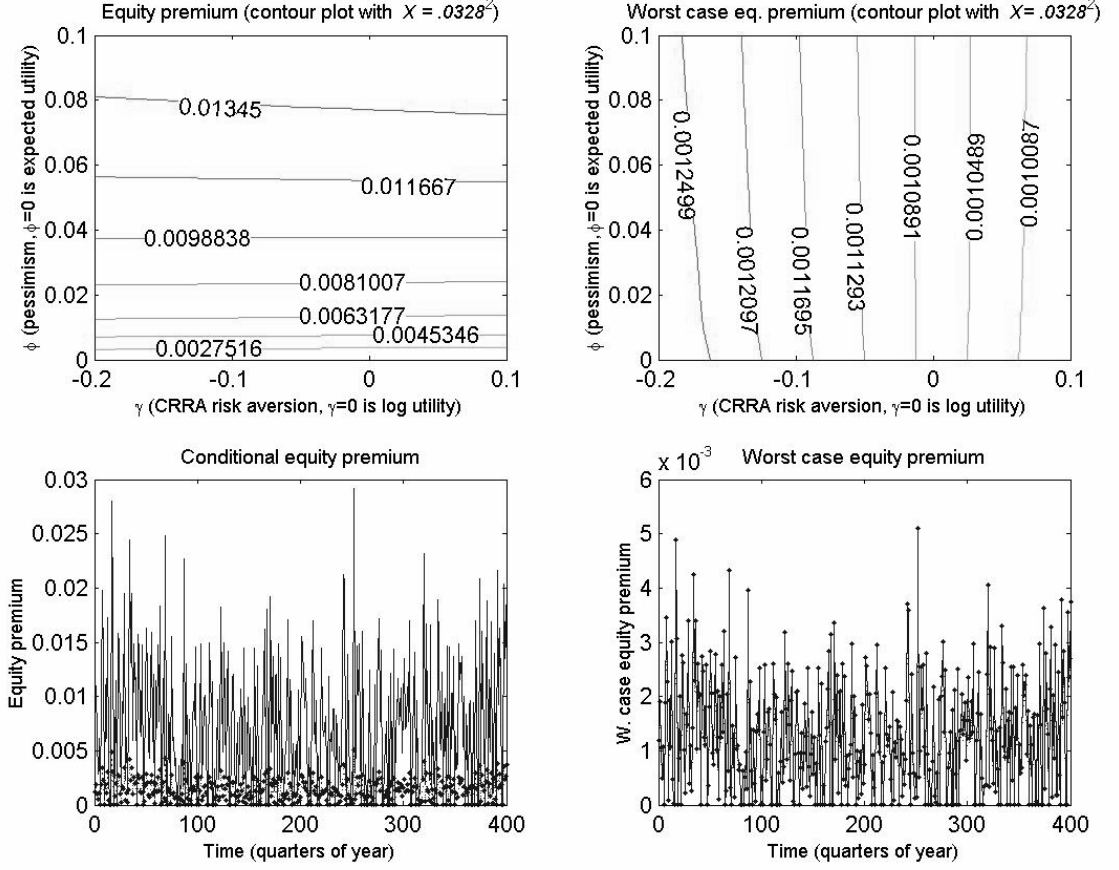 Equity premium (contour plot with X = .0328²)
φ (pessimism, φ=0 is expected utility)
0.1
0.08
0.06
0.04
0.02
0
0.01345
0.011667
0.0098838
0.0081007
0.0063177
0.0045346
0.0027516
-0.2 -0.1 0 0.1
γ (CRRA risk aversion, γ=0 is log utility)
Worst case eq. premium (contour plot with X= .0328²)
φ (pessimism, φ=0 is expected utility)
0.1
0.08
0.06
0.04
0.02
0
0.0012499
0.0012097
0.0011695
0.0011293
0.0010891
0.0010489
0.0010087
-0.2 -0.1 0 0.1
γ (CRRA risk aversion, γ=0 is log utility)
Conditional equity premium
Equity premium
0.03
0.025
0.02
0.015
0.01
0.005
0
0 100 200 300 400
Time (quarters of year)
x 10⁻³
Worst case equity premium
W. case equity premium
6
5
4
3
2
1
0
0 100 200 300 400
Time (quarters of year)